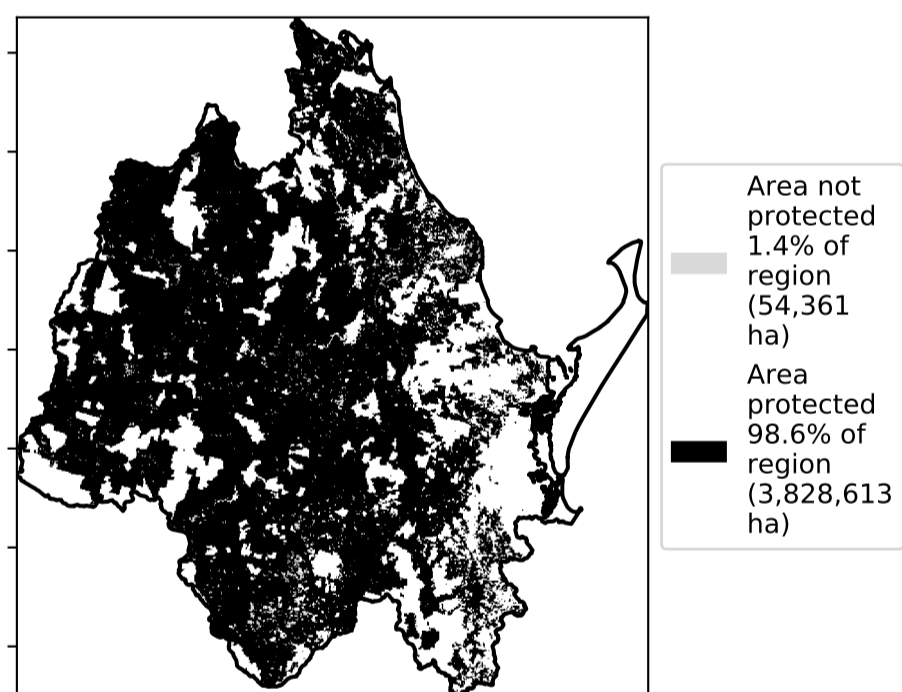 Area not
protected
1.4% of
region
(54,361
ha)
Area
protected
98.6% of
region
(3,828,613
ha)